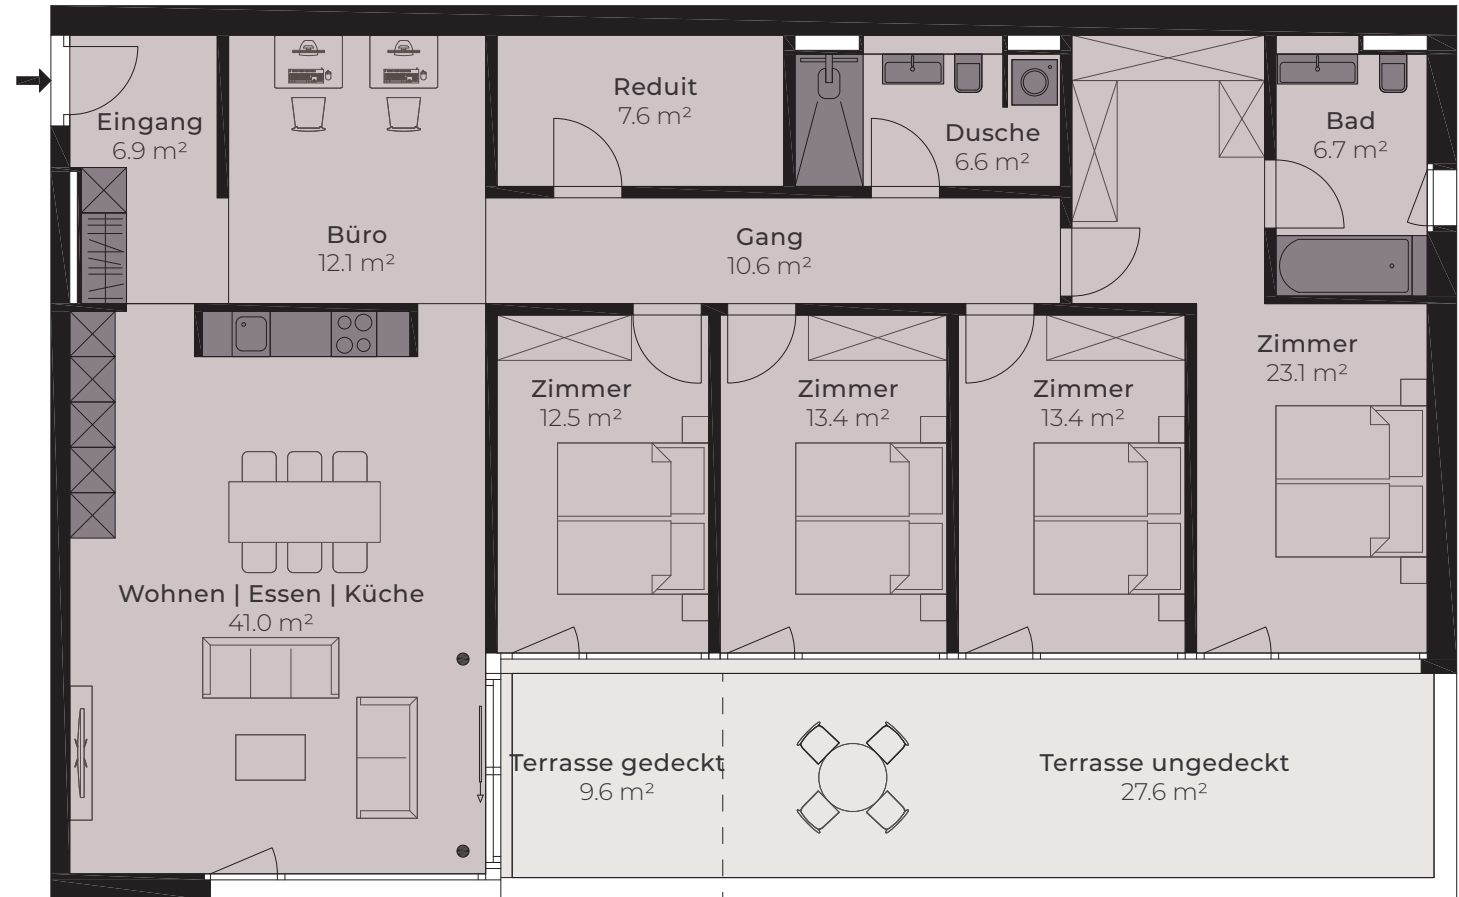 Reduit
7.6 m²
Eingang
6.9 m²
Dusche
6.6 m²
Bad
6.7 m²
Büro
12.1 m²
Gang
10.6 m²
Zimmer
23.1 m²
Zimmer
12.5 m²
Zimmer
13.4 m²
Zimmer
13.4 m²
Wohnen | Essen | Küche
41.0 m²
Terrasse gedeckt
9.6 m²
Terrasse ungedeckt
27.6 m²